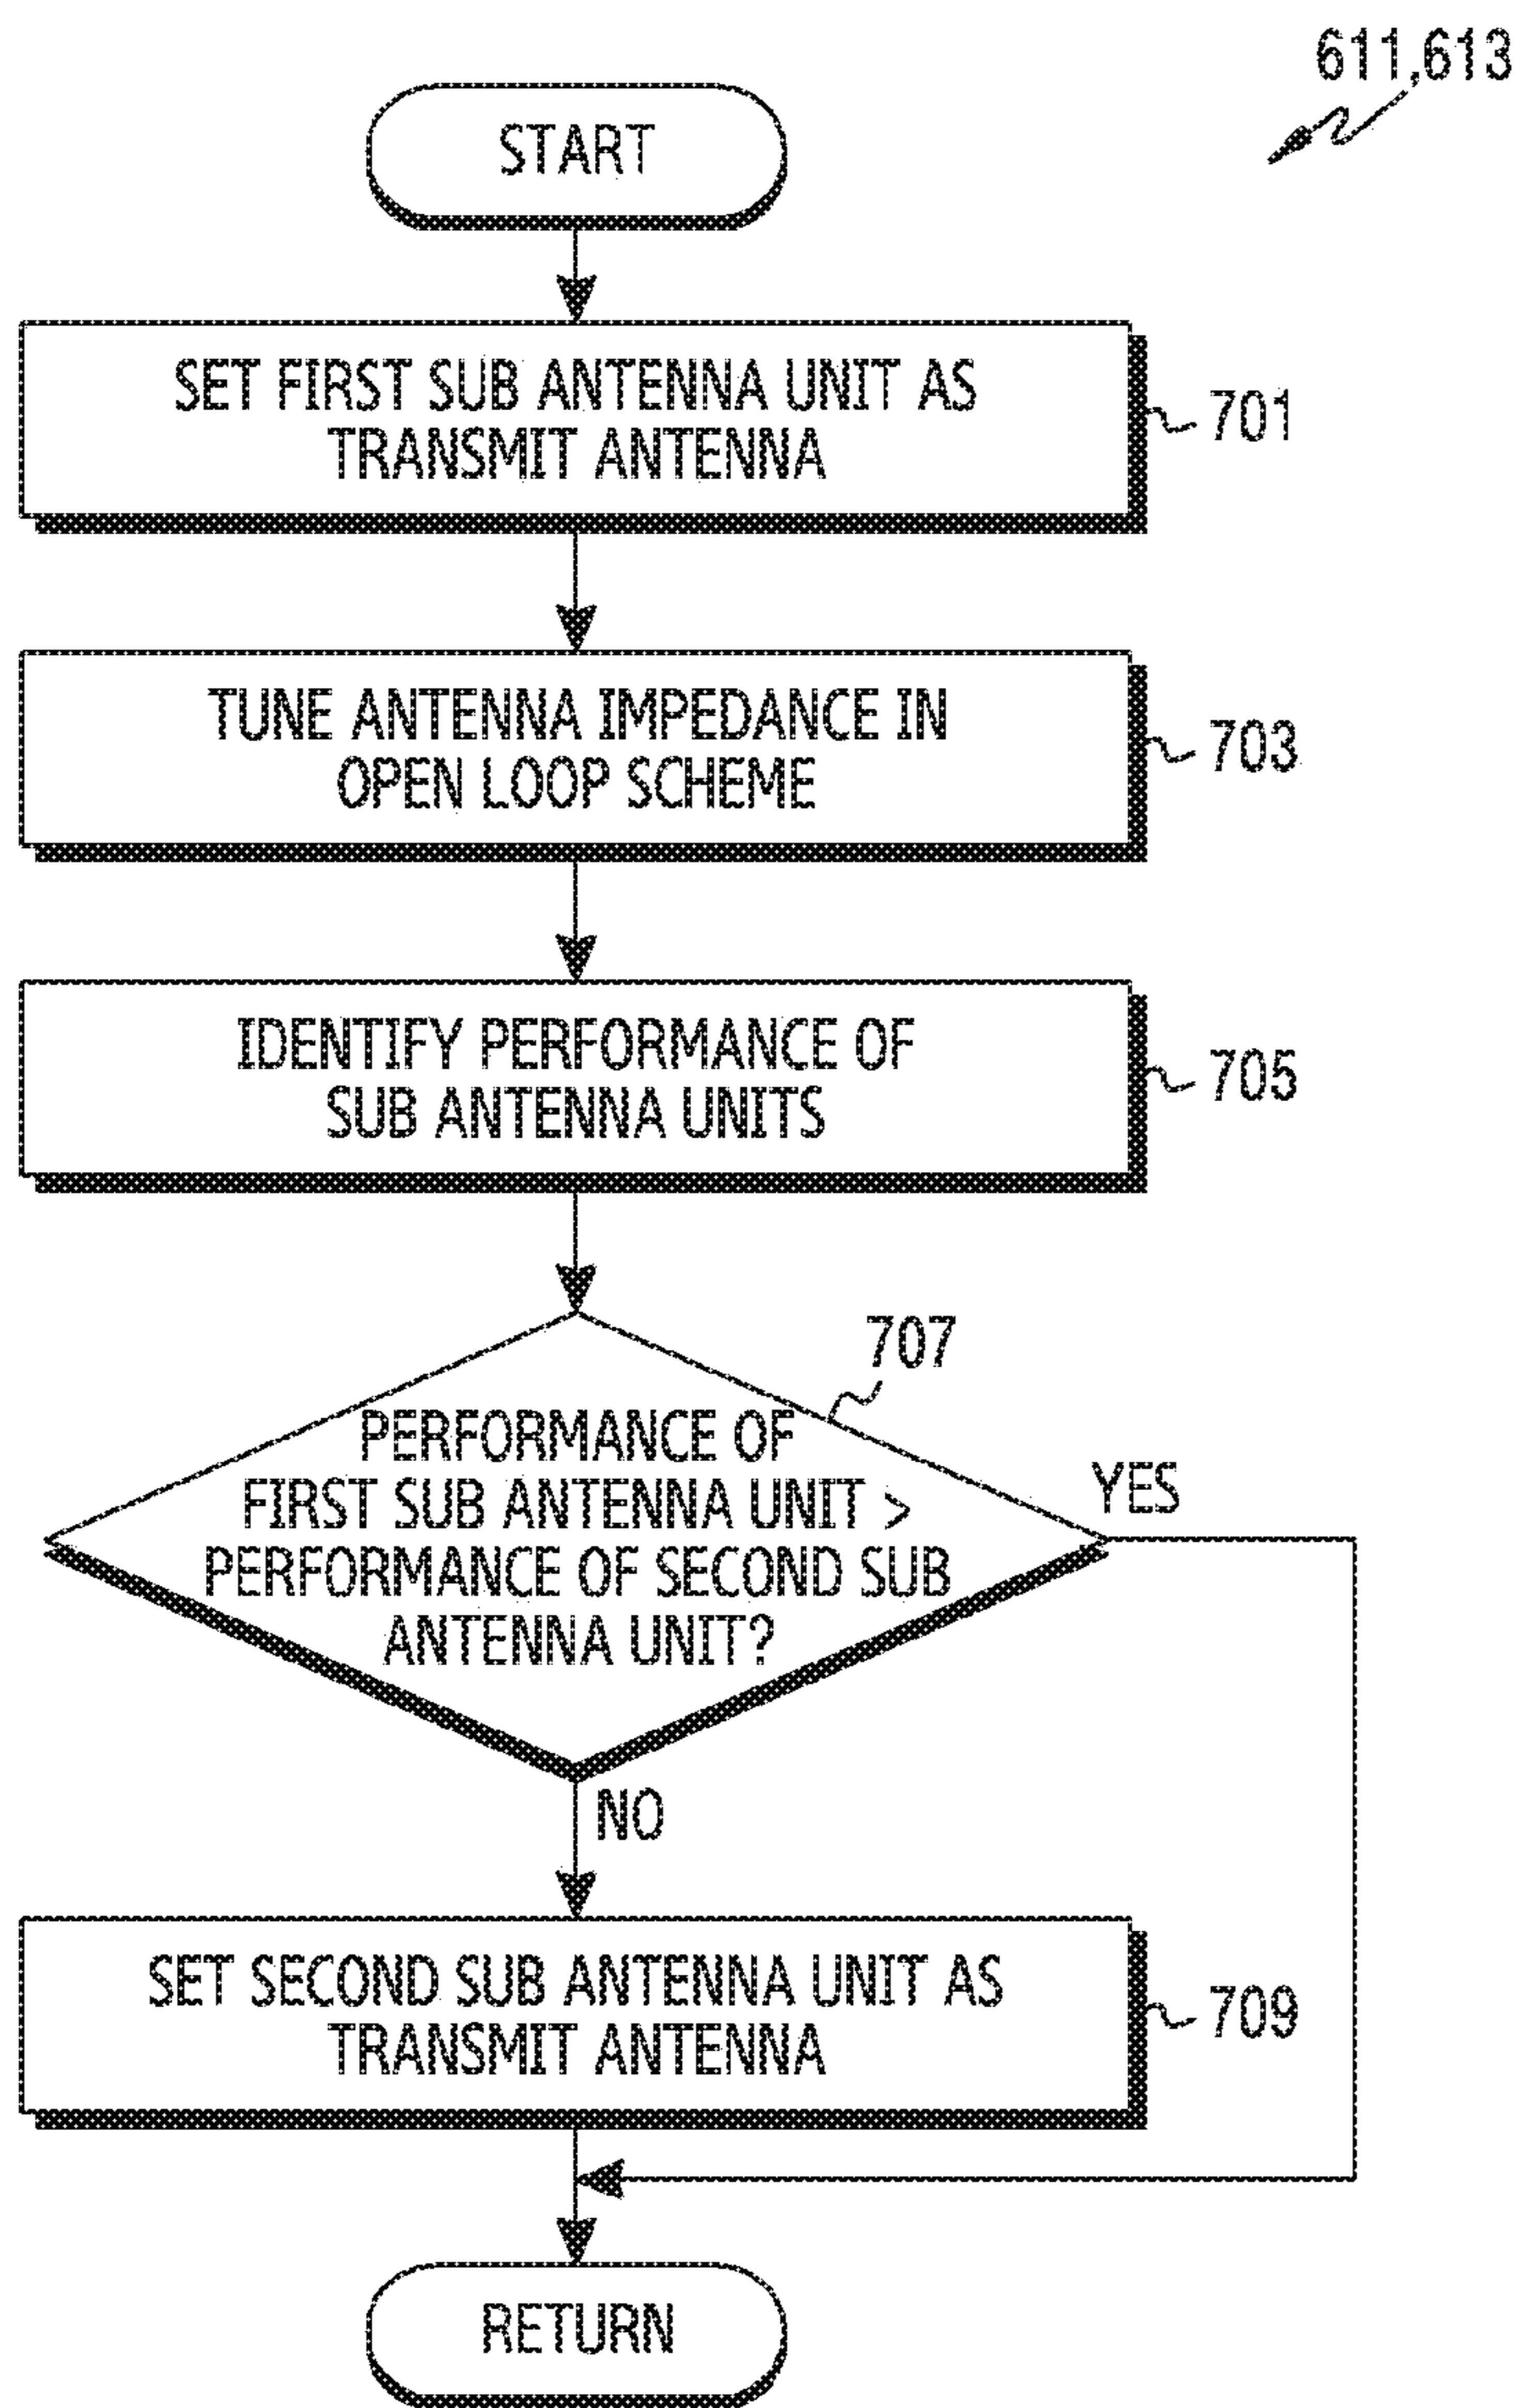 611,613
START
SET FIRST SUB ANTENNA UNIT AS
TRANSMIT ANTENNA
701
TUNE ANTENNA IMPEDANCE IN
OPEN LOOP SCHEME
703
IDENTIFY PERFORMANCE OF
SUB ANTENNA UNITS
705
707
PERFORMANCE OF
FIRST SUB ANTENNA UNIT >
PERFORMANCE OF SECOND SUB
ANTENNA UNIT?
YES
NO
SET SECOND SUB ANTENNA UNIT AS
TRANSMIT ANTENNA
709
RETURN